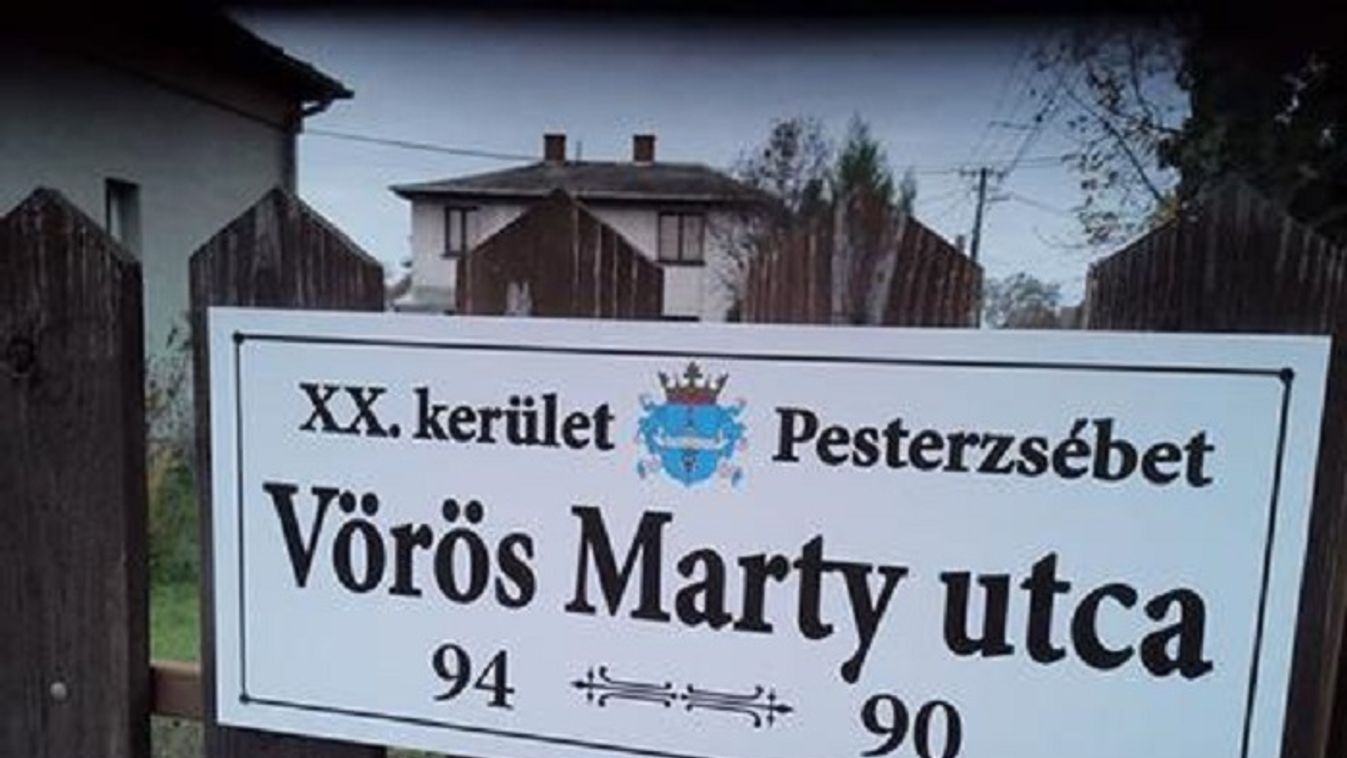 XX. kerület Pesterzsébet
Vörös Marty utca
94 90